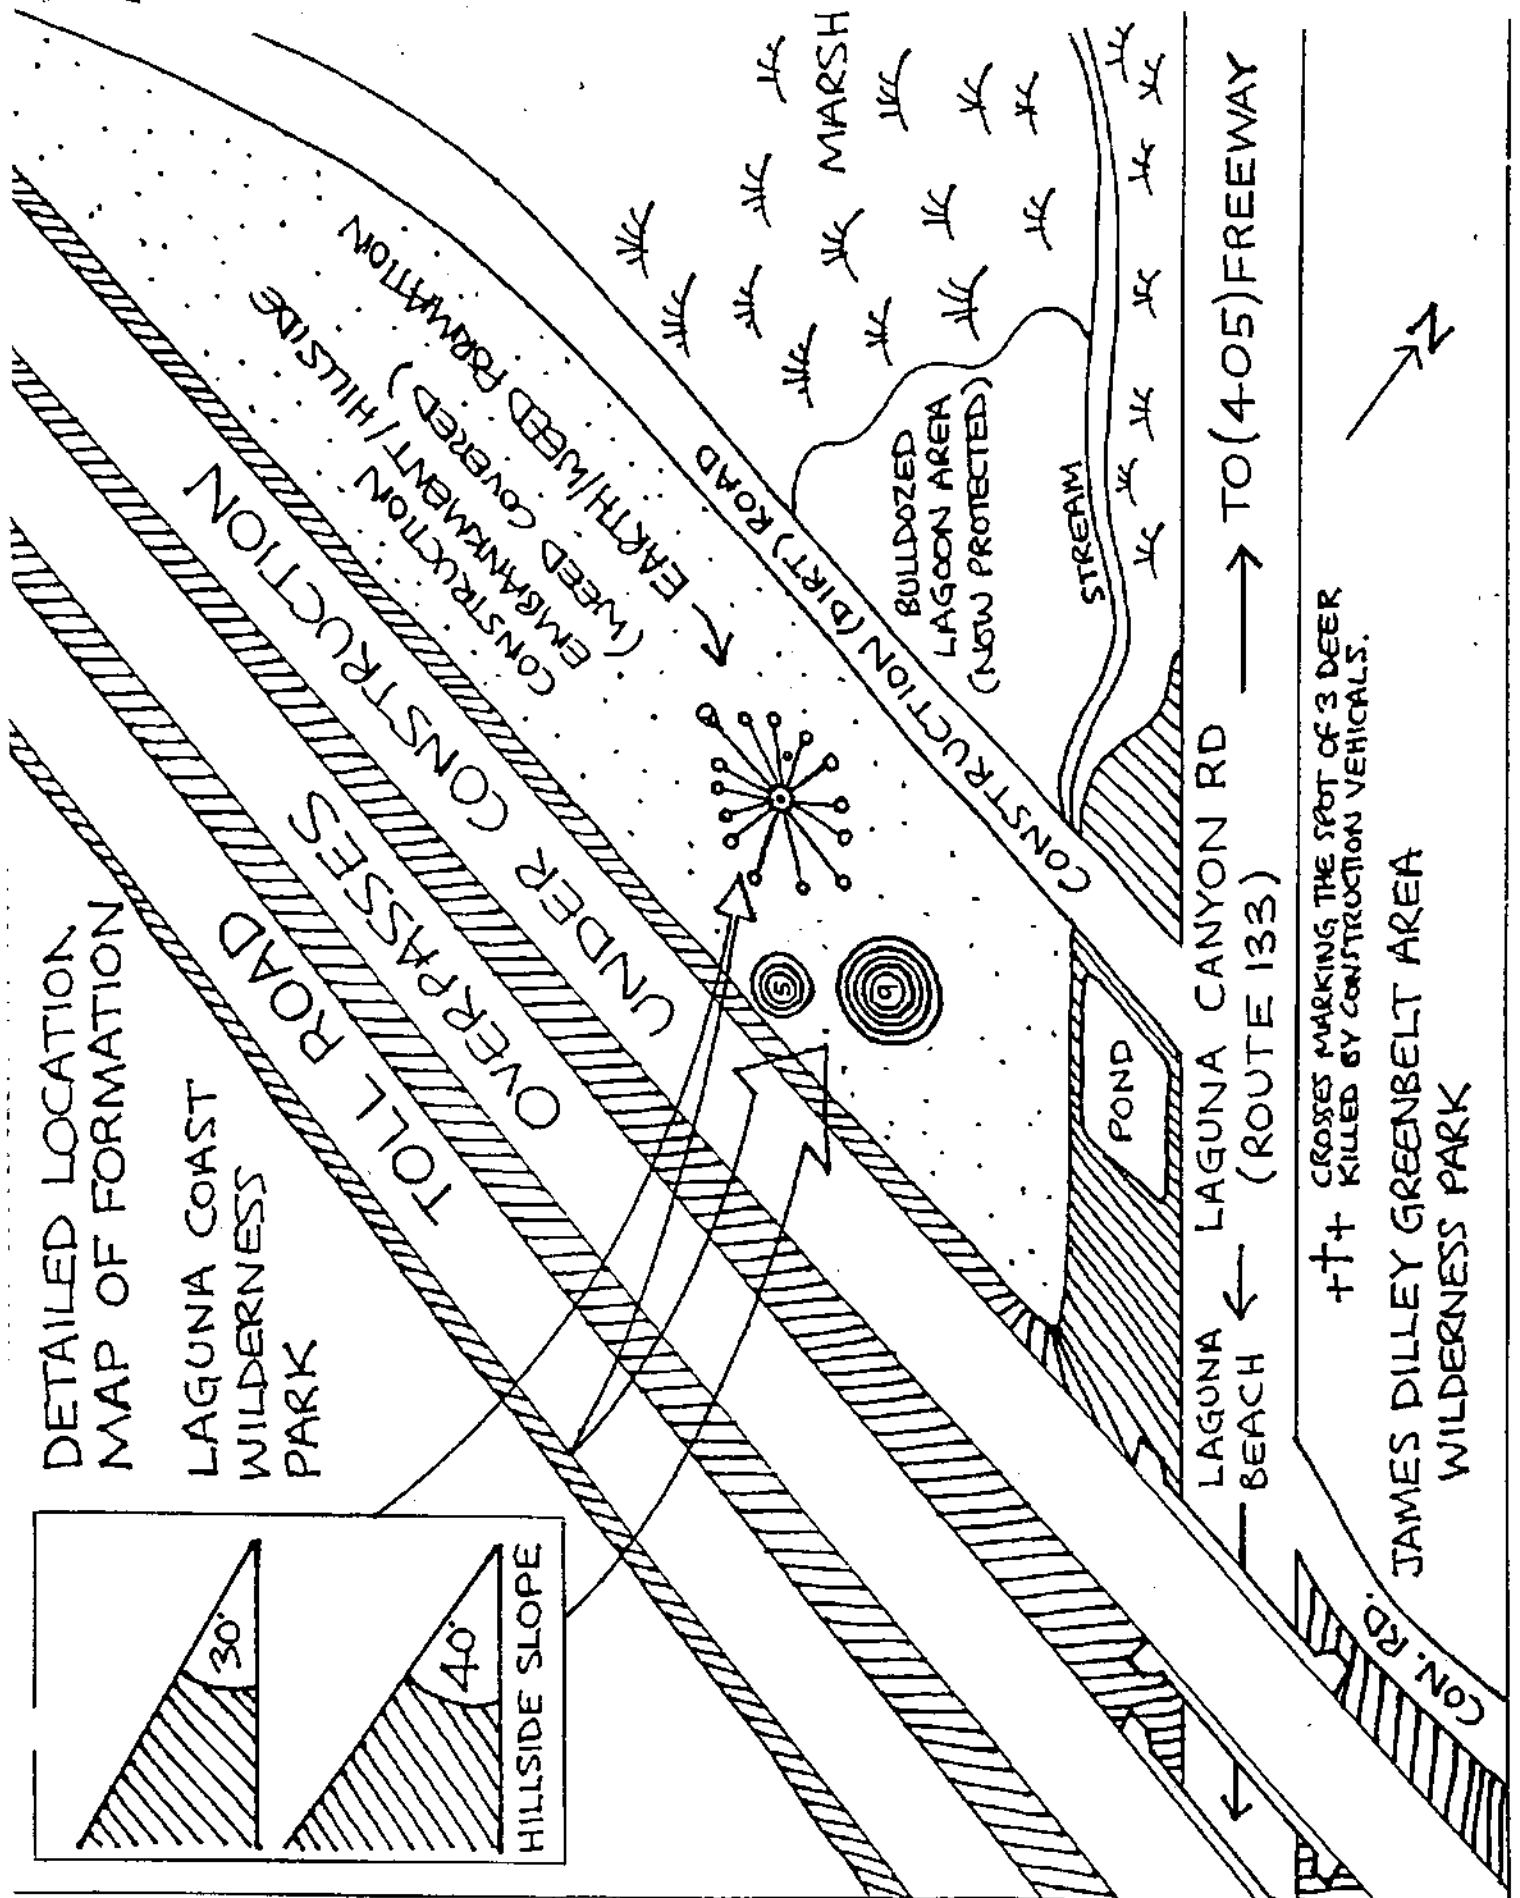 DETAILED LOCATION
MAP OF FORMATION
LAGUNA COAST
WILDERNESS
PARK
30°
40°
HILLSIDE SLOPE
TOLL ROAD
OVERPASSES
UNDER CONSTRUCTION
CONSTRUCTION
EMBANKMENT/HILLSIDE
(WEED COVERED)
EARTH/WEED FORMATION
5
9
CONSTRUCTION (DIRT) ROAD
MARSH
BULLDOZED
LAGOON AREA
(NOW PROTECTED)
STREAM
POND
LAGUNA
BEACH
LAGUNA CANYON RD
(ROUTE 133)
TO (405) FREEWAY
CROSSES MARKING THE SPOT OF 3 DEER
KILLED BY CONSTRUCTION VEHICALS.
N
JAMES DILLEY GREENBELT AREA
WILDERNESS PARK
CON. RD.